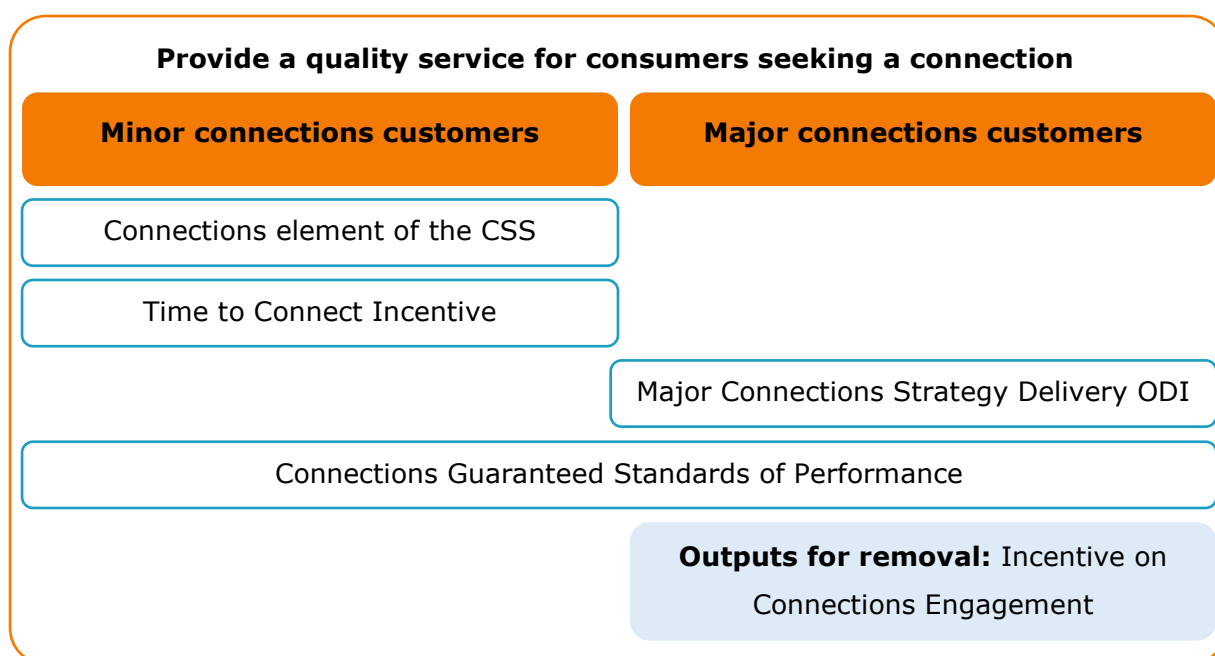 Provide a quality service for consumers seeking a connection
Minor connections customers
Major connections customers
Connections element of the CSS
Time to Connect Incentive
Major Connections Strategy Delivery ODI
Connections Guaranteed Standards of Performance
Outputs for removal: Incentive on
Connections Engagement